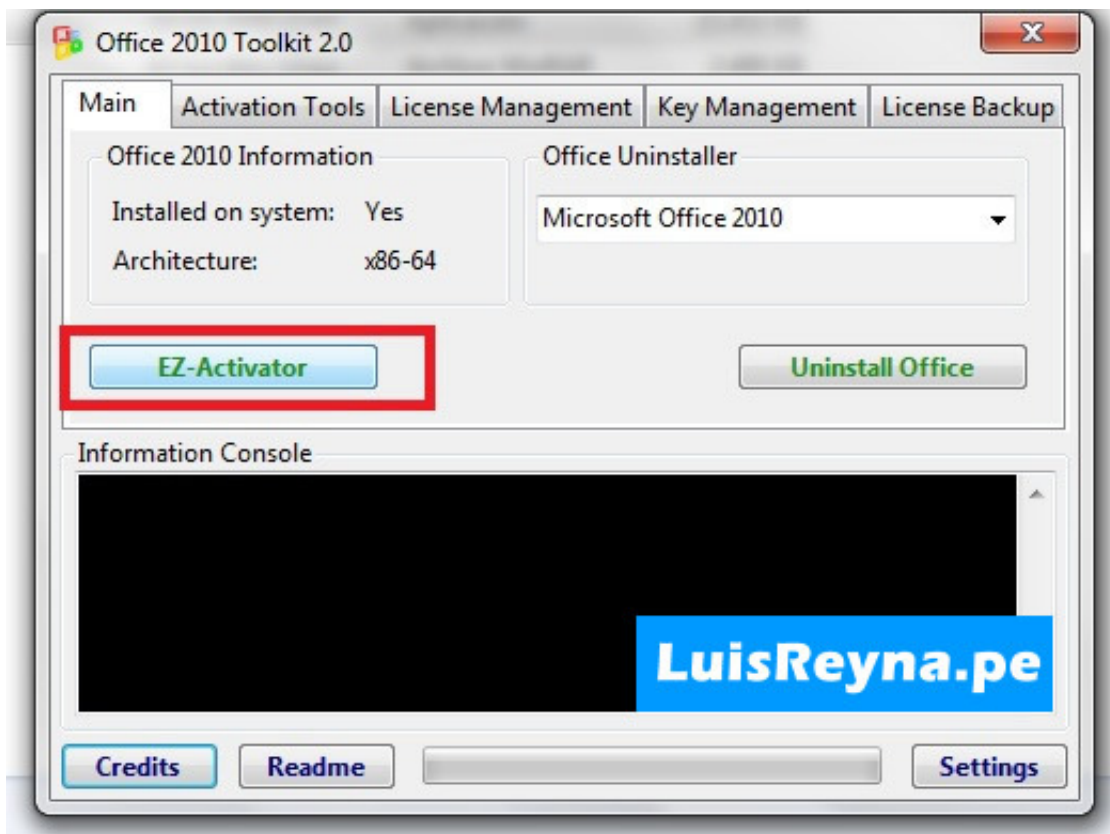 Office 2010 Toolkit 2.0
Main Activation Tools License Management Key Management License Backup
Office 2010 Information
Installed on system: Yes
Architecture: x86-64
Office Uninstaller
Microsoft Office 2010
EZ-Activator
Uninstall Office
Information Console
LuisReyna.pe
Credits Readme Settings